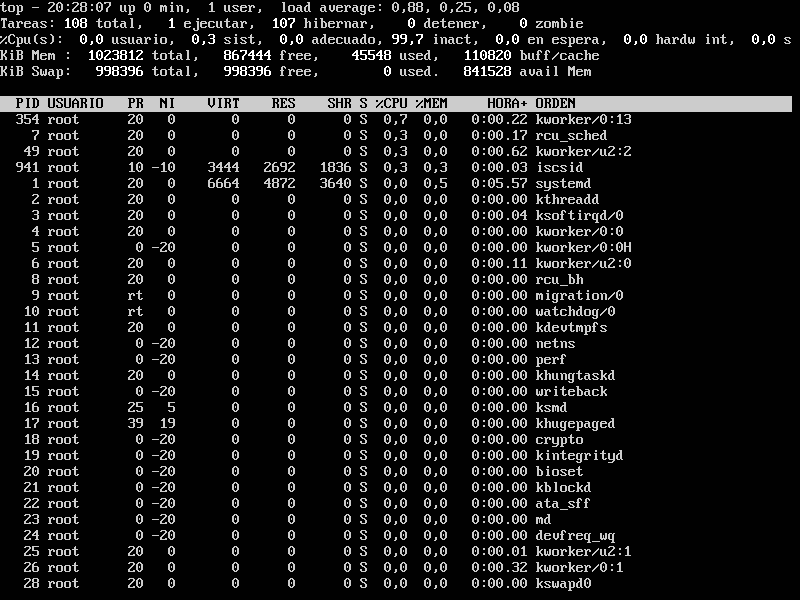 top - 20:28:07 up 0 min,  1 user,  load average: 0,88, 0,25, 0,08
Tareas: 108 total,   1 ejecutar, 107 hibernar,    0 detener,    0 zombie
%Cpu(s):  0,0 usuario,  0,3 sist,  0,0 adecuado, 99,7 inact,  0,0 en espera,  0,0 hardw int,  0,0 s
KiB Mem :  1023812 total,   867444 free,    45548 used,   110820 buff/cache
KiB Swap:   998396 total,   998396 free,        0 used.   841528 avail Mem
PID USUARIO   PR  NI    VIRT    RES    SHR S %CPU %MEM     HORA+ ORDEN
354 root      20   0       0      0      0 S  0,7  0,0   0:00.22 kworker/0:13
7 root      20   0       0      0      0 S  0,3  0,0   0:00.17 rcu_sched
49 root      20   0       0      0      0 S  0,3  0,0   0:00.62 kworker/u2:2
941 root      10 -10    3444   2692   1836 S  0,3  0,3   0:00.03 iscsid
1 root      20   0    6664   4872   3640 S  0,0  0,5   0:05.57 systemd
2 root      20   0       0      0      0 S  0,0  0,0   0:00.00 kthreadd
3 root      20   0       0      0      0 S  0,0  0,0   0:00.04 ksoftirqd/0
4 root      20   0       0      0      0 S  0,0  0,0   0:00.00 kworker/0:0
5 root       0 -20       0      0      0 S  0,0  0,0   0:00.00 kworker/0:0H
6 root      20   0       0      0      0 S  0,0  0,0   0:00.11 kworker/u2:0
8 root      20   0       0      0      0 S  0,0  0,0   0:00.00 rcu_bh
9 root      rt   0       0      0      0 S  0,0  0,0   0:00.00 migration/0
10 root      rt   0       0      0      0 S  0,0  0,0   0:00.00 watchdog/0
11 root      20   0       0      0      0 S  0,0  0,0   0:00.00 kdevtmpfs
12 root       0 -20       0      0      0 S  0,0  0,0   0:00.00 netns
13 root       0 -20       0      0      0 S  0,0  0,0   0:00.00 perf
14 root      20   0       0      0      0 S  0,0  0,0   0:00.00 khungtaskd
15 root       0 -20       0      0      0 S  0,0  0,0   0:00.00 writeback
16 root      25   5       0      0      0 S  0,0  0,0   0:00.00 ksmd
17 root      39  19       0      0      0 S  0,0  0,0   0:00.00 khugepaged
18 root       0 -20       0      0      0 S  0,0  0,0   0:00.00 crypto
19 root       0 -20       0      0      0 S  0,0  0,0   0:00.00 kintegrityd
20 root       0 -20       0      0      0 S  0,0  0,0   0:00.00 bioset
21 root       0 -20       0      0      0 S  0,0  0,0   0:00.00 kblockd
22 root       0 -20       0      0      0 S  0,0  0,0   0:00.00 ata_sff
23 root       0 -20       0      0      0 S  0,0  0,0   0:00.00 md
24 root       0 -20       0      0      0 S  0,0  0,0   0:00.00 devfreq_wq
25 root      20   0       0      0      0 S  0,0  0,0   0:00.01 kworker/u2:1
26 root      20   0       0      0      0 S  0,0  0,0   0:00.32 kworker/0:1
28 root      20   0       0      0      0 S  0,0  0,0   0:00.00 kswapd0